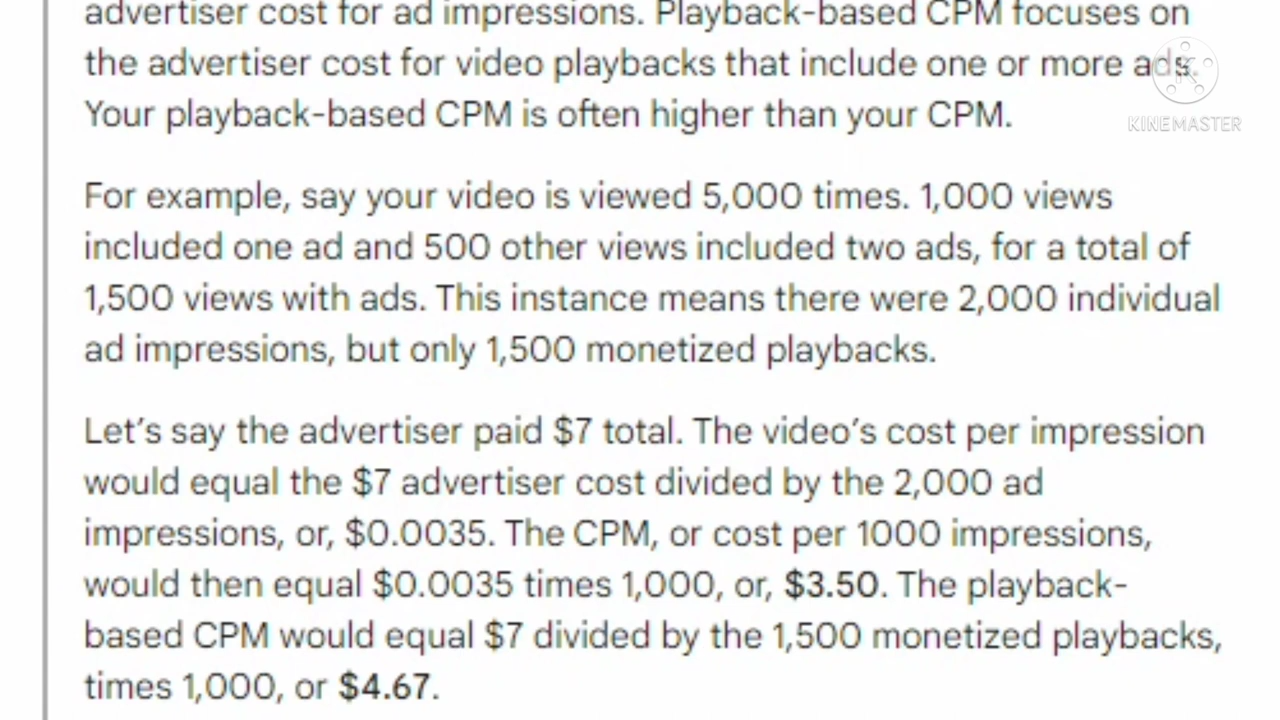 advertiser cost for ad impressions. Playback-based CPM focuses on
the advertiser cost for video playbacks that include one or more ads.
Your playback-based CPM is often higher than your CPM.
KINEMASTER
For example, say your video is viewed 5,000 times. 1,000 views
included one ad and 500 other views included two ads, for a total of
1,500 views with ads. This instance means there were 2,000 individual
ad impressions, but only 1,500 monetized playbacks.
Let's say the advertiser paid $7 total. The video's cost per impression
would equal the $7 advertiser cost divided by the 2,000 ad
impressions, or, $0.0035. The CPM, or cost per 1000 impressions,
would then equal $0.0035 times 1,000, or, $3.50. The playback-
based CPM would equal $7 divided by the 1,500 monetized playbacks,
times 1,000, or $4.67.